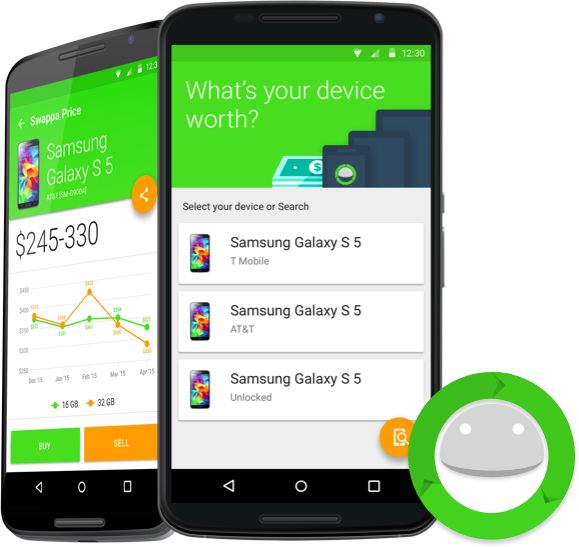 12:30
Swappa Price
Samsung
Galaxy S 5
AT&T [SM-G900A]
$245-330
$450
$400
$350
$300
$250
Dec '15
Jan '15
Feb '15
Mar '15
Apr '15
16 GB
32 GB
BUY
SELL
12:30
What's your device
worth?
$
Select your device or Search
Samsung Galaxy S 5
T Mobile
Samsung Galaxy S 5
AT&T
Samsung Galaxy S 5
Unlocked